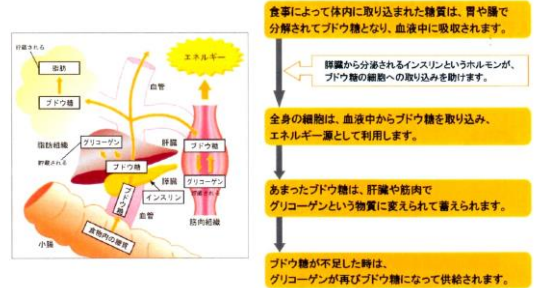 貯蔵される
脂肪
ブドウ糖
脂肪組織
グリコーゲン
貯蔵される
血管
エネルギー
肝臓
ブドウ糖
ブドウ糖
グリコーゲン
貯蔵される
膵臓
インスリン
ブドウ糖
血管
筋肉組織
小腸
食物内の糖質
食事によって体内に取り込まれた糖質は、胃や腸で
分解されてブドウ糖となり、血液中に吸収されます。
膵臓から分泌されるインスリンというホルモンが、
ブドウ糖の細胞への取り込みを助けます。
全身の細胞は、血液中からブドウ糖を取り込み、
エネルギー源として利用します。
あまったブドウ糖は、肝臓や筋肉で
グリコーゲンという物質に変えられて蓄えられます。
ブドウ糖が不足した時は、
グリコーゲンが再びブドウ糖になって供給されます。